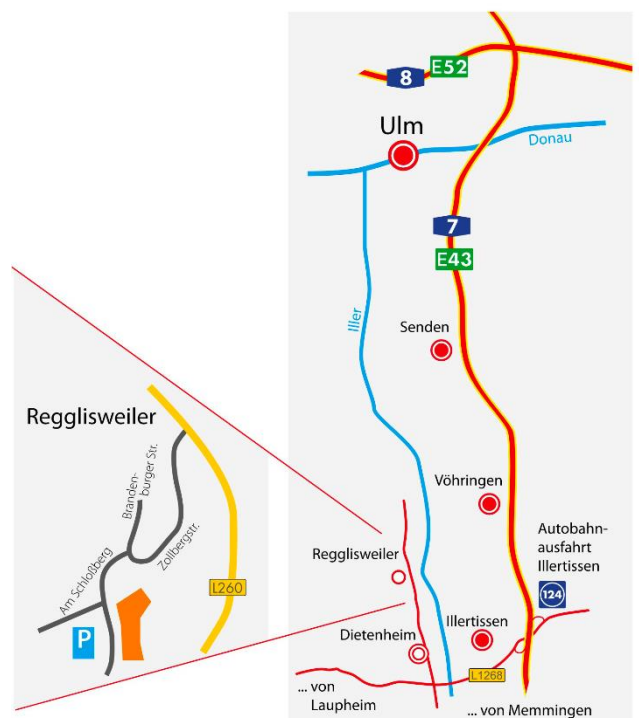 8
E52
Ulm
Donau
7
E43
Iller
Senden
Regglisweiler
Branden-
burger Str.
Zollbergstr.
Am Schloßberg
L260
P
Vöhringen
Autobahn-
ausfahrt
Illertissen
124
Regglisweiler
Illertissen
Dietenheim
L1268
... von
Laupheim
... von Memmingen